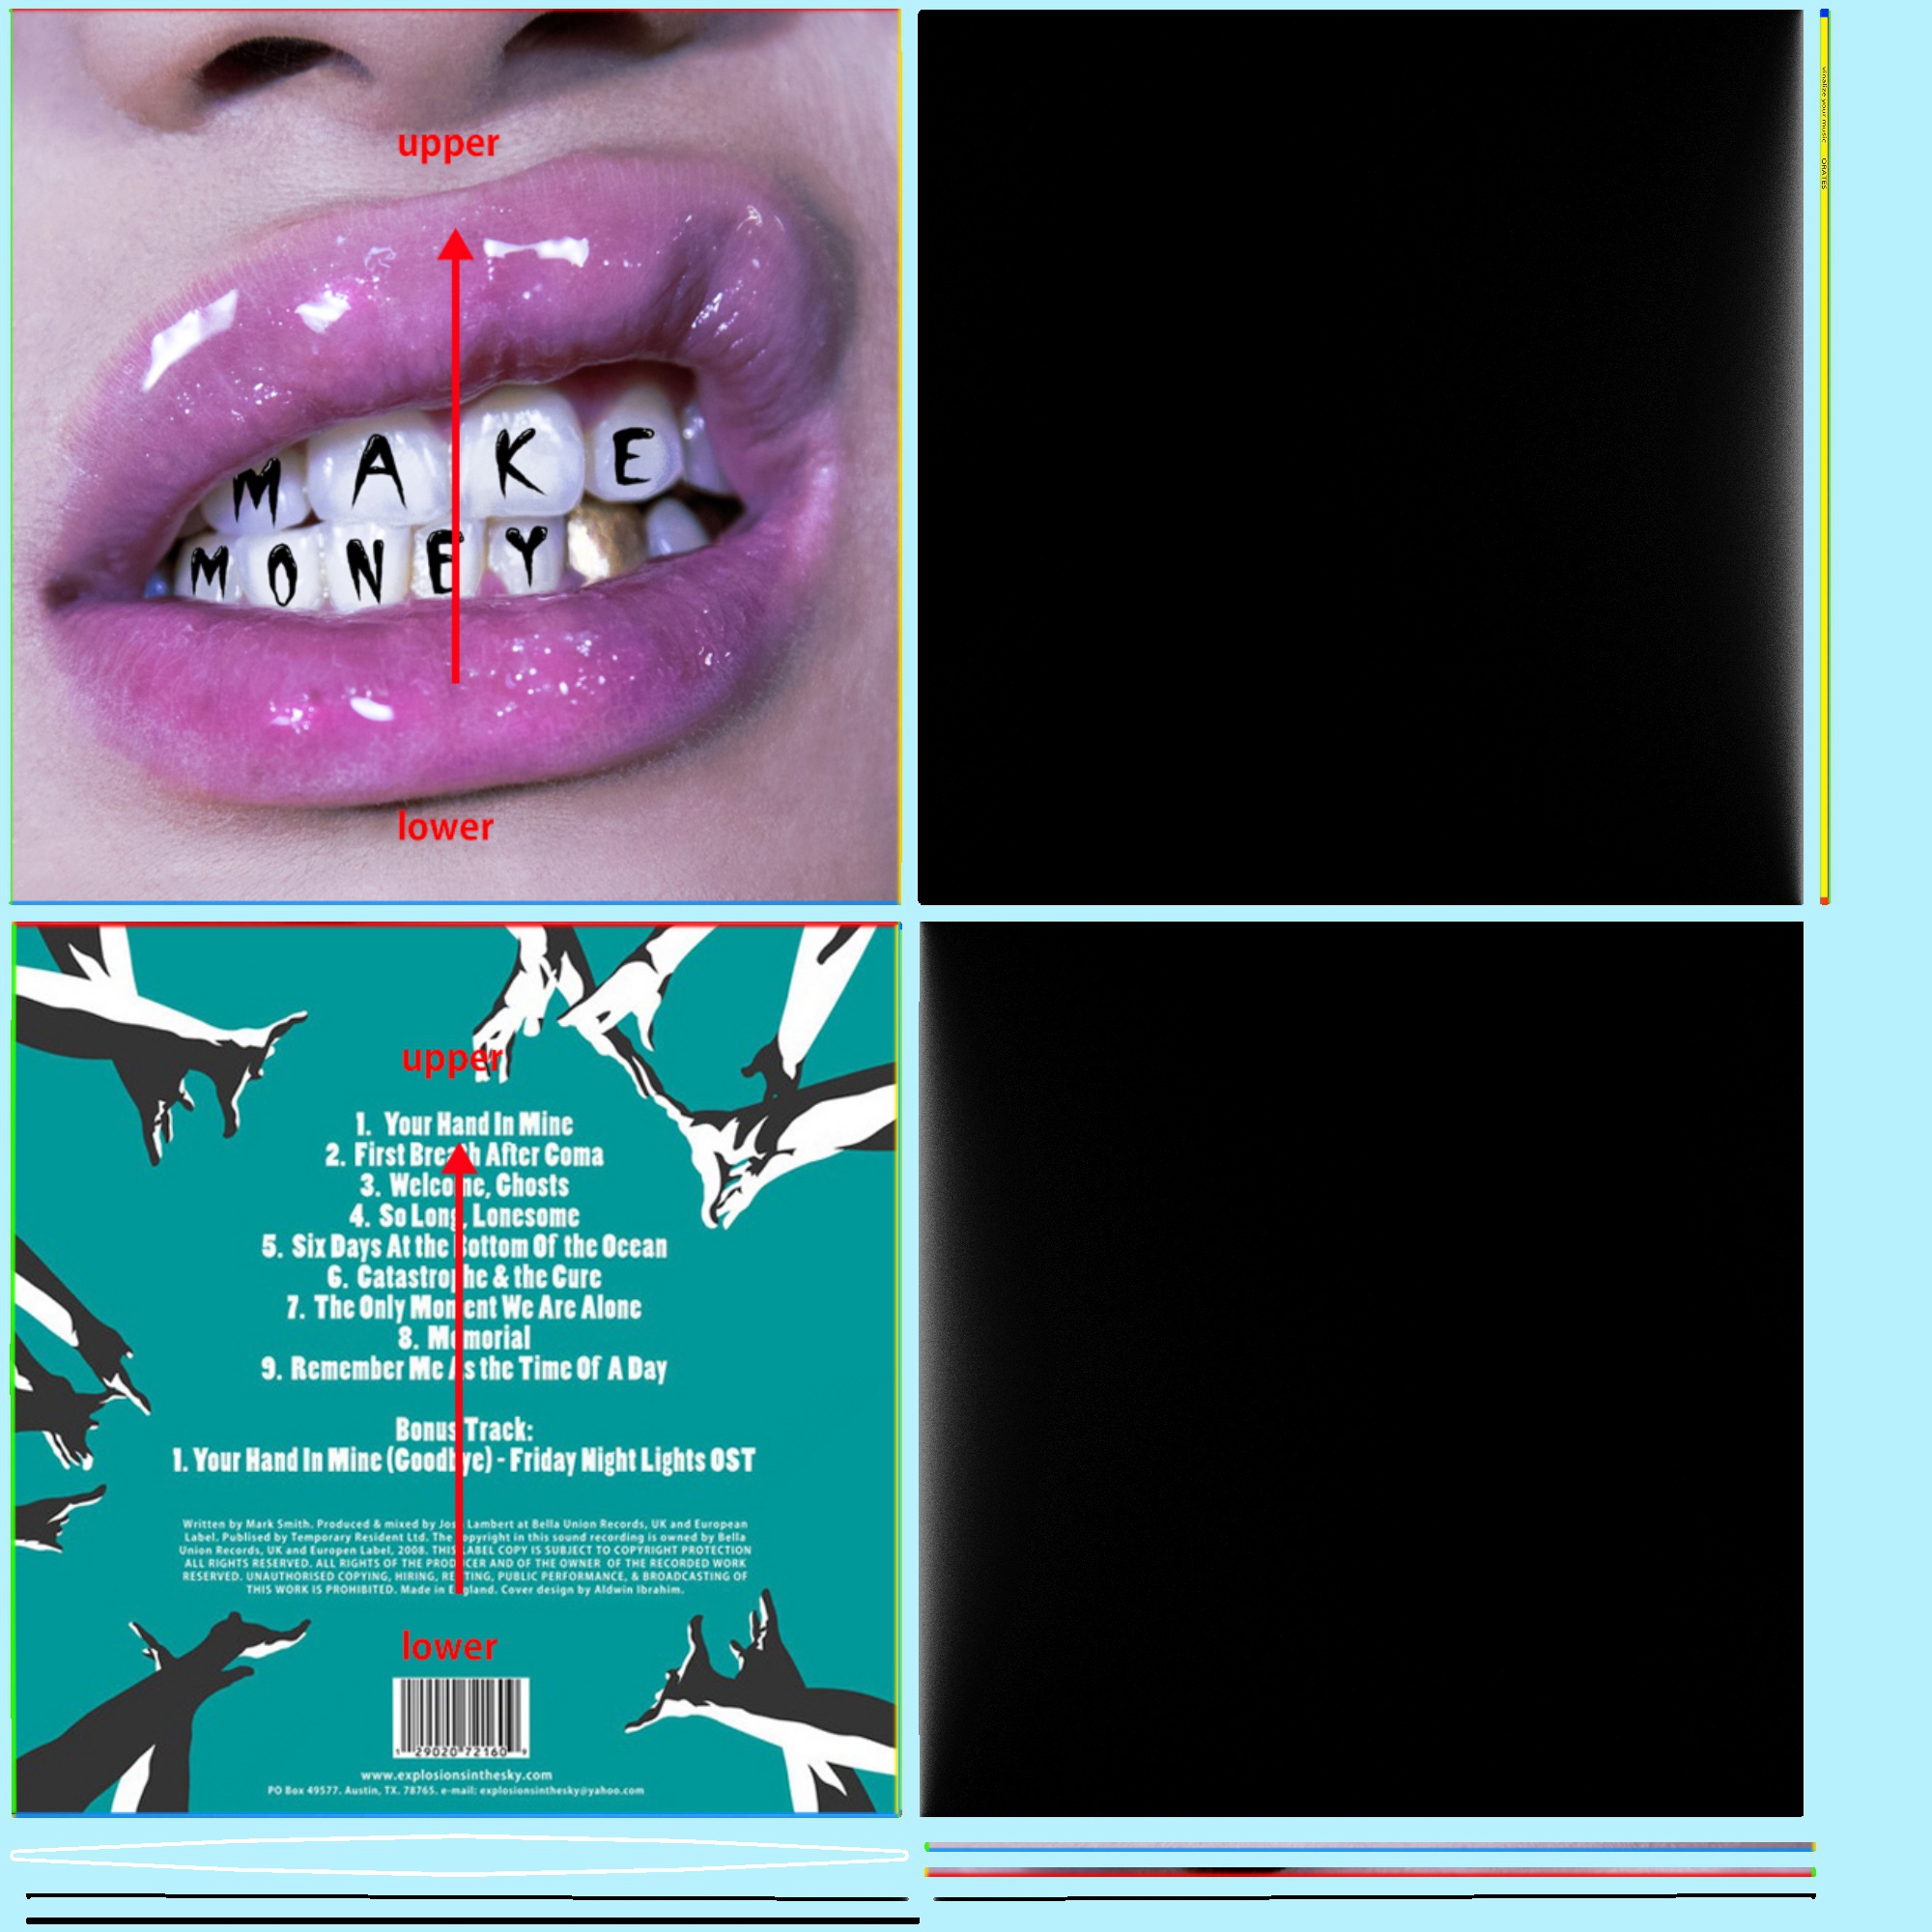 upper
M A K E
M O N E Y
lower
vinalize your music ORATES
upper
1. Your Hand In Mine
2. First Breath After Coma
3. Welcome, Ghosts
4. So Long, Lonesome
5. Six Days At the Bottom Of the Ocean
6. Catastrophe & the Cure
7. The Only Moment We Are Alone
8. Memorial
9. Remember Me As the Time Of A Day
Bonus Track:
1. Your Hand In Mine (Goodbye) - Friday Night Lights OST
Written by Mark Smith. Produced & mixed by Josh Lambert at Bella Union Records, UK and European
Label. Publised by Temporary Resident Ltd. The copyright in this sound recording is owned by Bella
Union Records, UK and Europen Label, 2008. THIS LABEL COPY IS SUBJECT TO COPYRIGHT PROTECTION
ALL RIGHTS RESERVED. ALL RIGHTS OF THE PRODUCER AND OF THE OWNER OF THE RECORDED WORK
RESERVED. UNAUTHORISED COPYING, HIRING, RENTING, PUBLIC PERFORMANCE, & BROADCASTING OF
THIS WORK IS PROHIBITED. Made in England. Cover design by Aldwin Ibrahim.
lower
1 29020 72160 9
www.explosionsinthesky.com
PO Box 49577. Austin, TX. 78765. e-mail: explosionsinthesky@yahoo.com